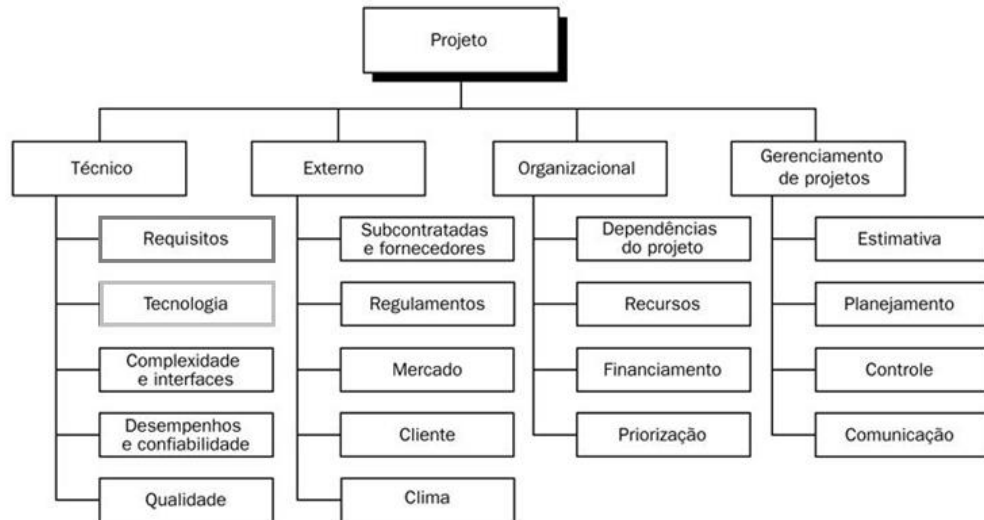 Projeto
Técnico
Externo
Organizacional
Gerenciamento
de projetos
Requisitos
Tecnologia
Complexidade
e interfaces
Desempenhos
e confiabilidade
Qualidade
Subcontratadas
e fornecedores
Regulamentos
Mercado
Cliente
Clima
Dependências
do projeto
Recursos
Financiamento
Priorização
Estimativa
Planejamento
Controle
Comunicação